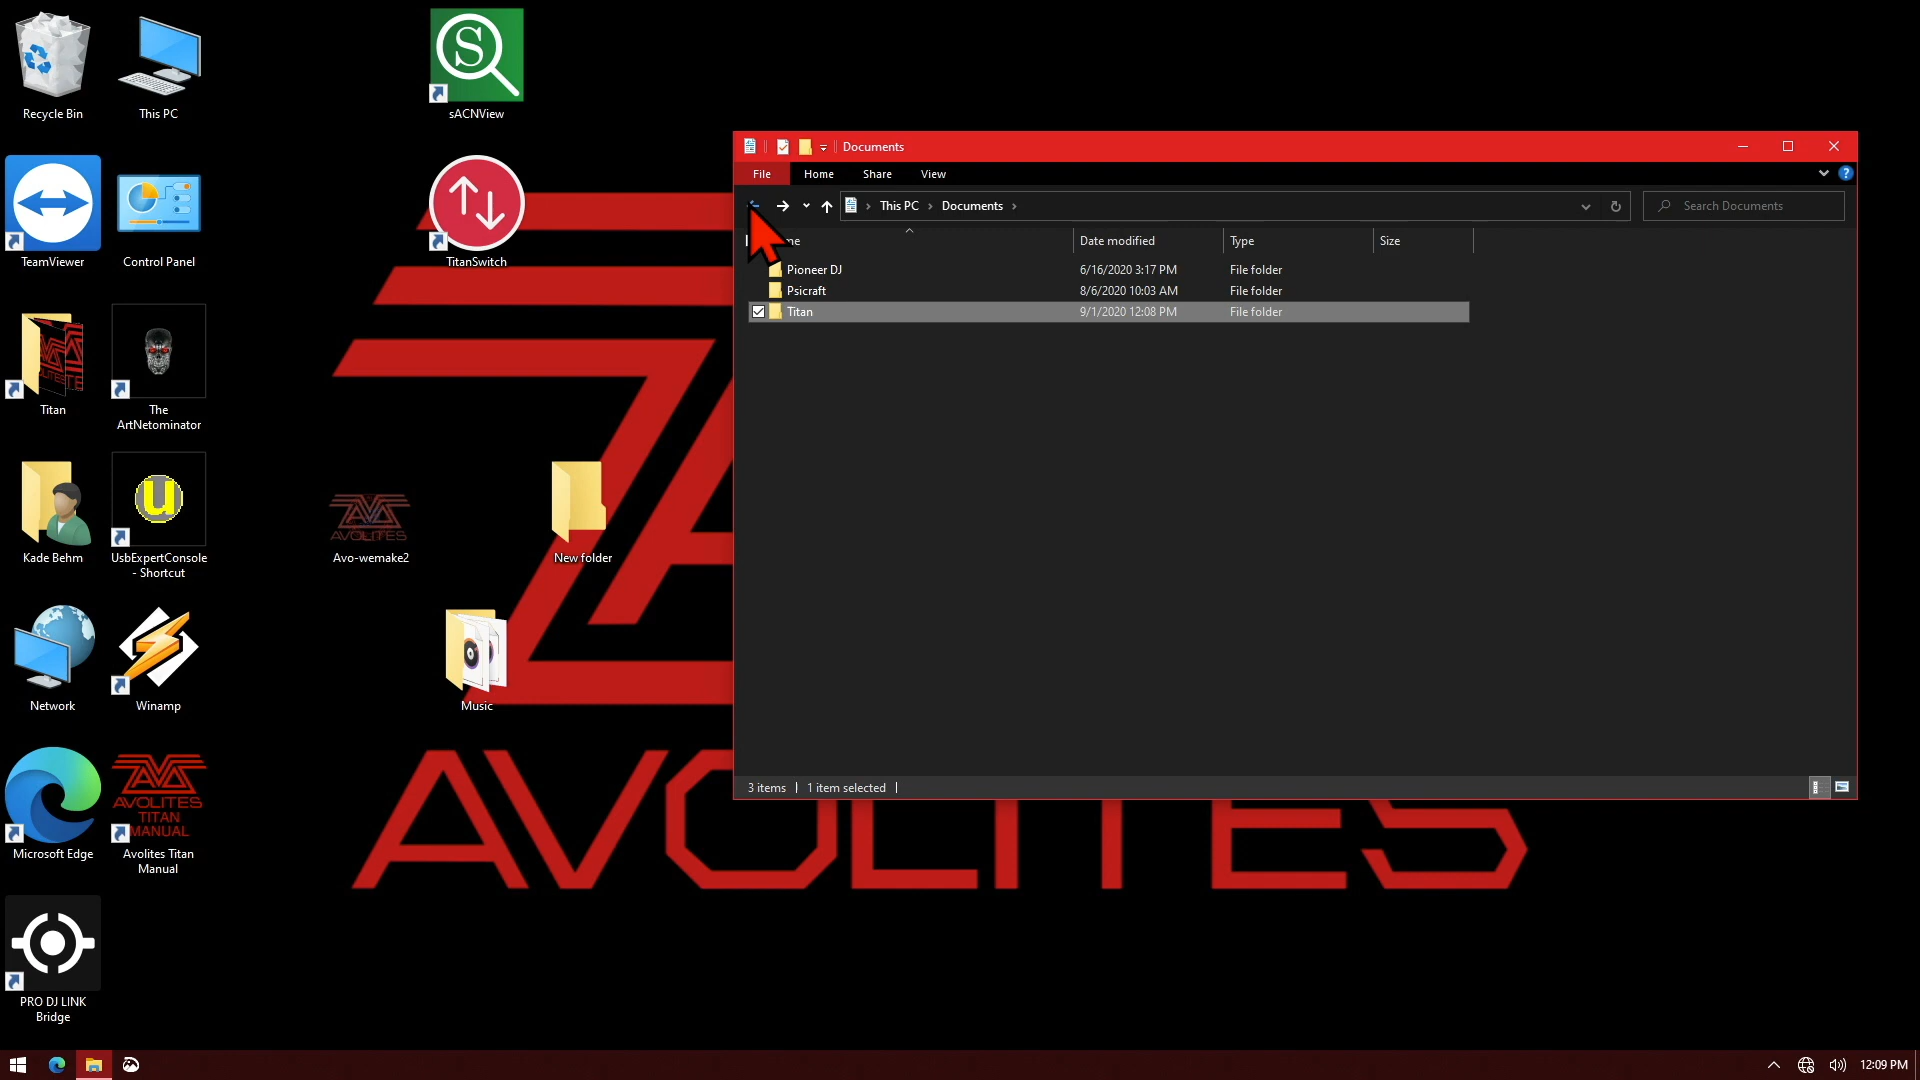 Recycle Bin
This PC
sACNView
TeamViewer
Control Panel
TitanSwitch
Titan
The
ArtNetominator
Kade Behm
UsbExpertConsole
- Shortcut
Avo-wemake2
AVOLITES
New folder
Network
Winamp
Music
Microsoft Edge
AVOLITES
TITAN
MANUAL
Avolites Titan
Manual
PRO DJ LINK
Bridge
AVOLITES
Documents
File
Home
Share
View
This PC
Documents
Search Documents
Date modified
Type
Size
Pioneer DJ
6/16/2020 3:17 PM
File folder
Psicraft
8/6/2020 10:03 AM
File folder
Titan
9/1/2020 12:08 PM
File folder
3 items
1 item selected
12:09 PM